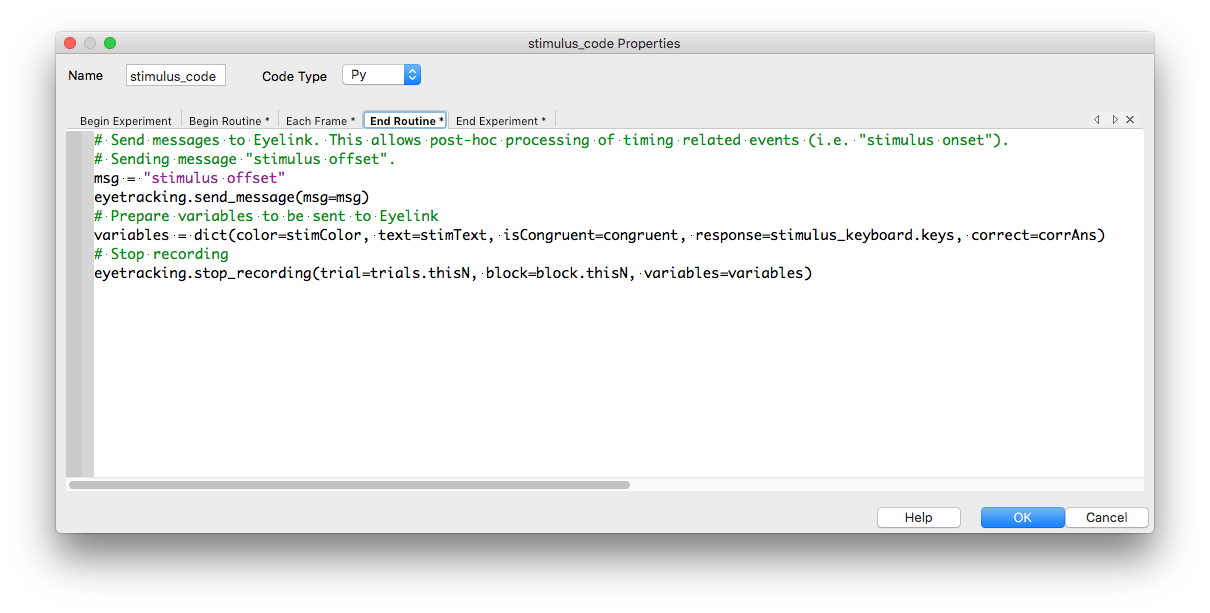 stimulus_code Properties
Name stimulus_code Code Type Py
Begin Experiment Begin Routine * Each Frame * End Routine * End Experiment *
# Send messages to Eyelink. This allows post-hoc processing of timing related events (i.e. "stimulus onset").
# Sending message "stimulus offset".
msg = "stimulus offset"
eyetracking.send_message(msg=msg)
# Prepare variables to be sent to Eyelink
variables = dict(color=stimColor, text=stimText, isCongruent=congruent, response=stimulus_keyboard.keys, correct=corrAns)
# Stop recording
eyetracking.stop_recording(trial=trials.thisN, block=block.thisN, variables=variables)
Help OK Cancel